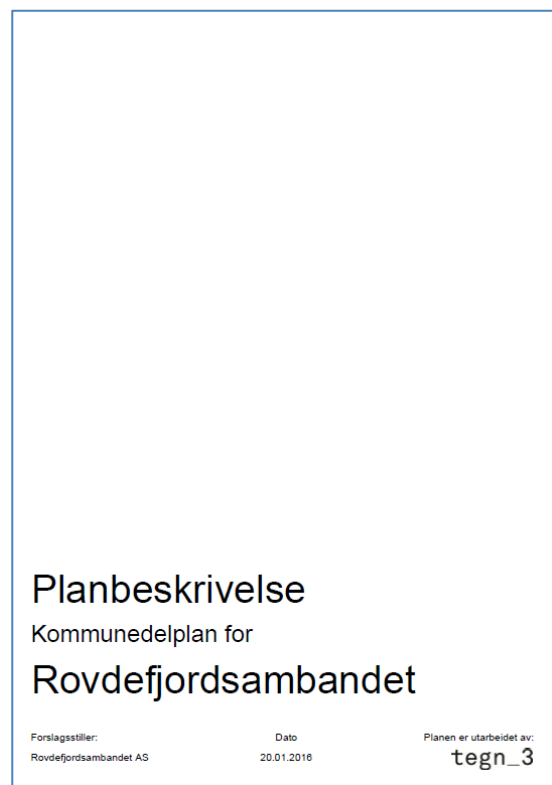 Planbeskrivelse
Kommunedelplan for
Rovdefjordsambandet
Forslagsstiller: Dato Planen er utarbeidet av:
Rovdefjordsambandet AS 20.01.2016 tegn_3